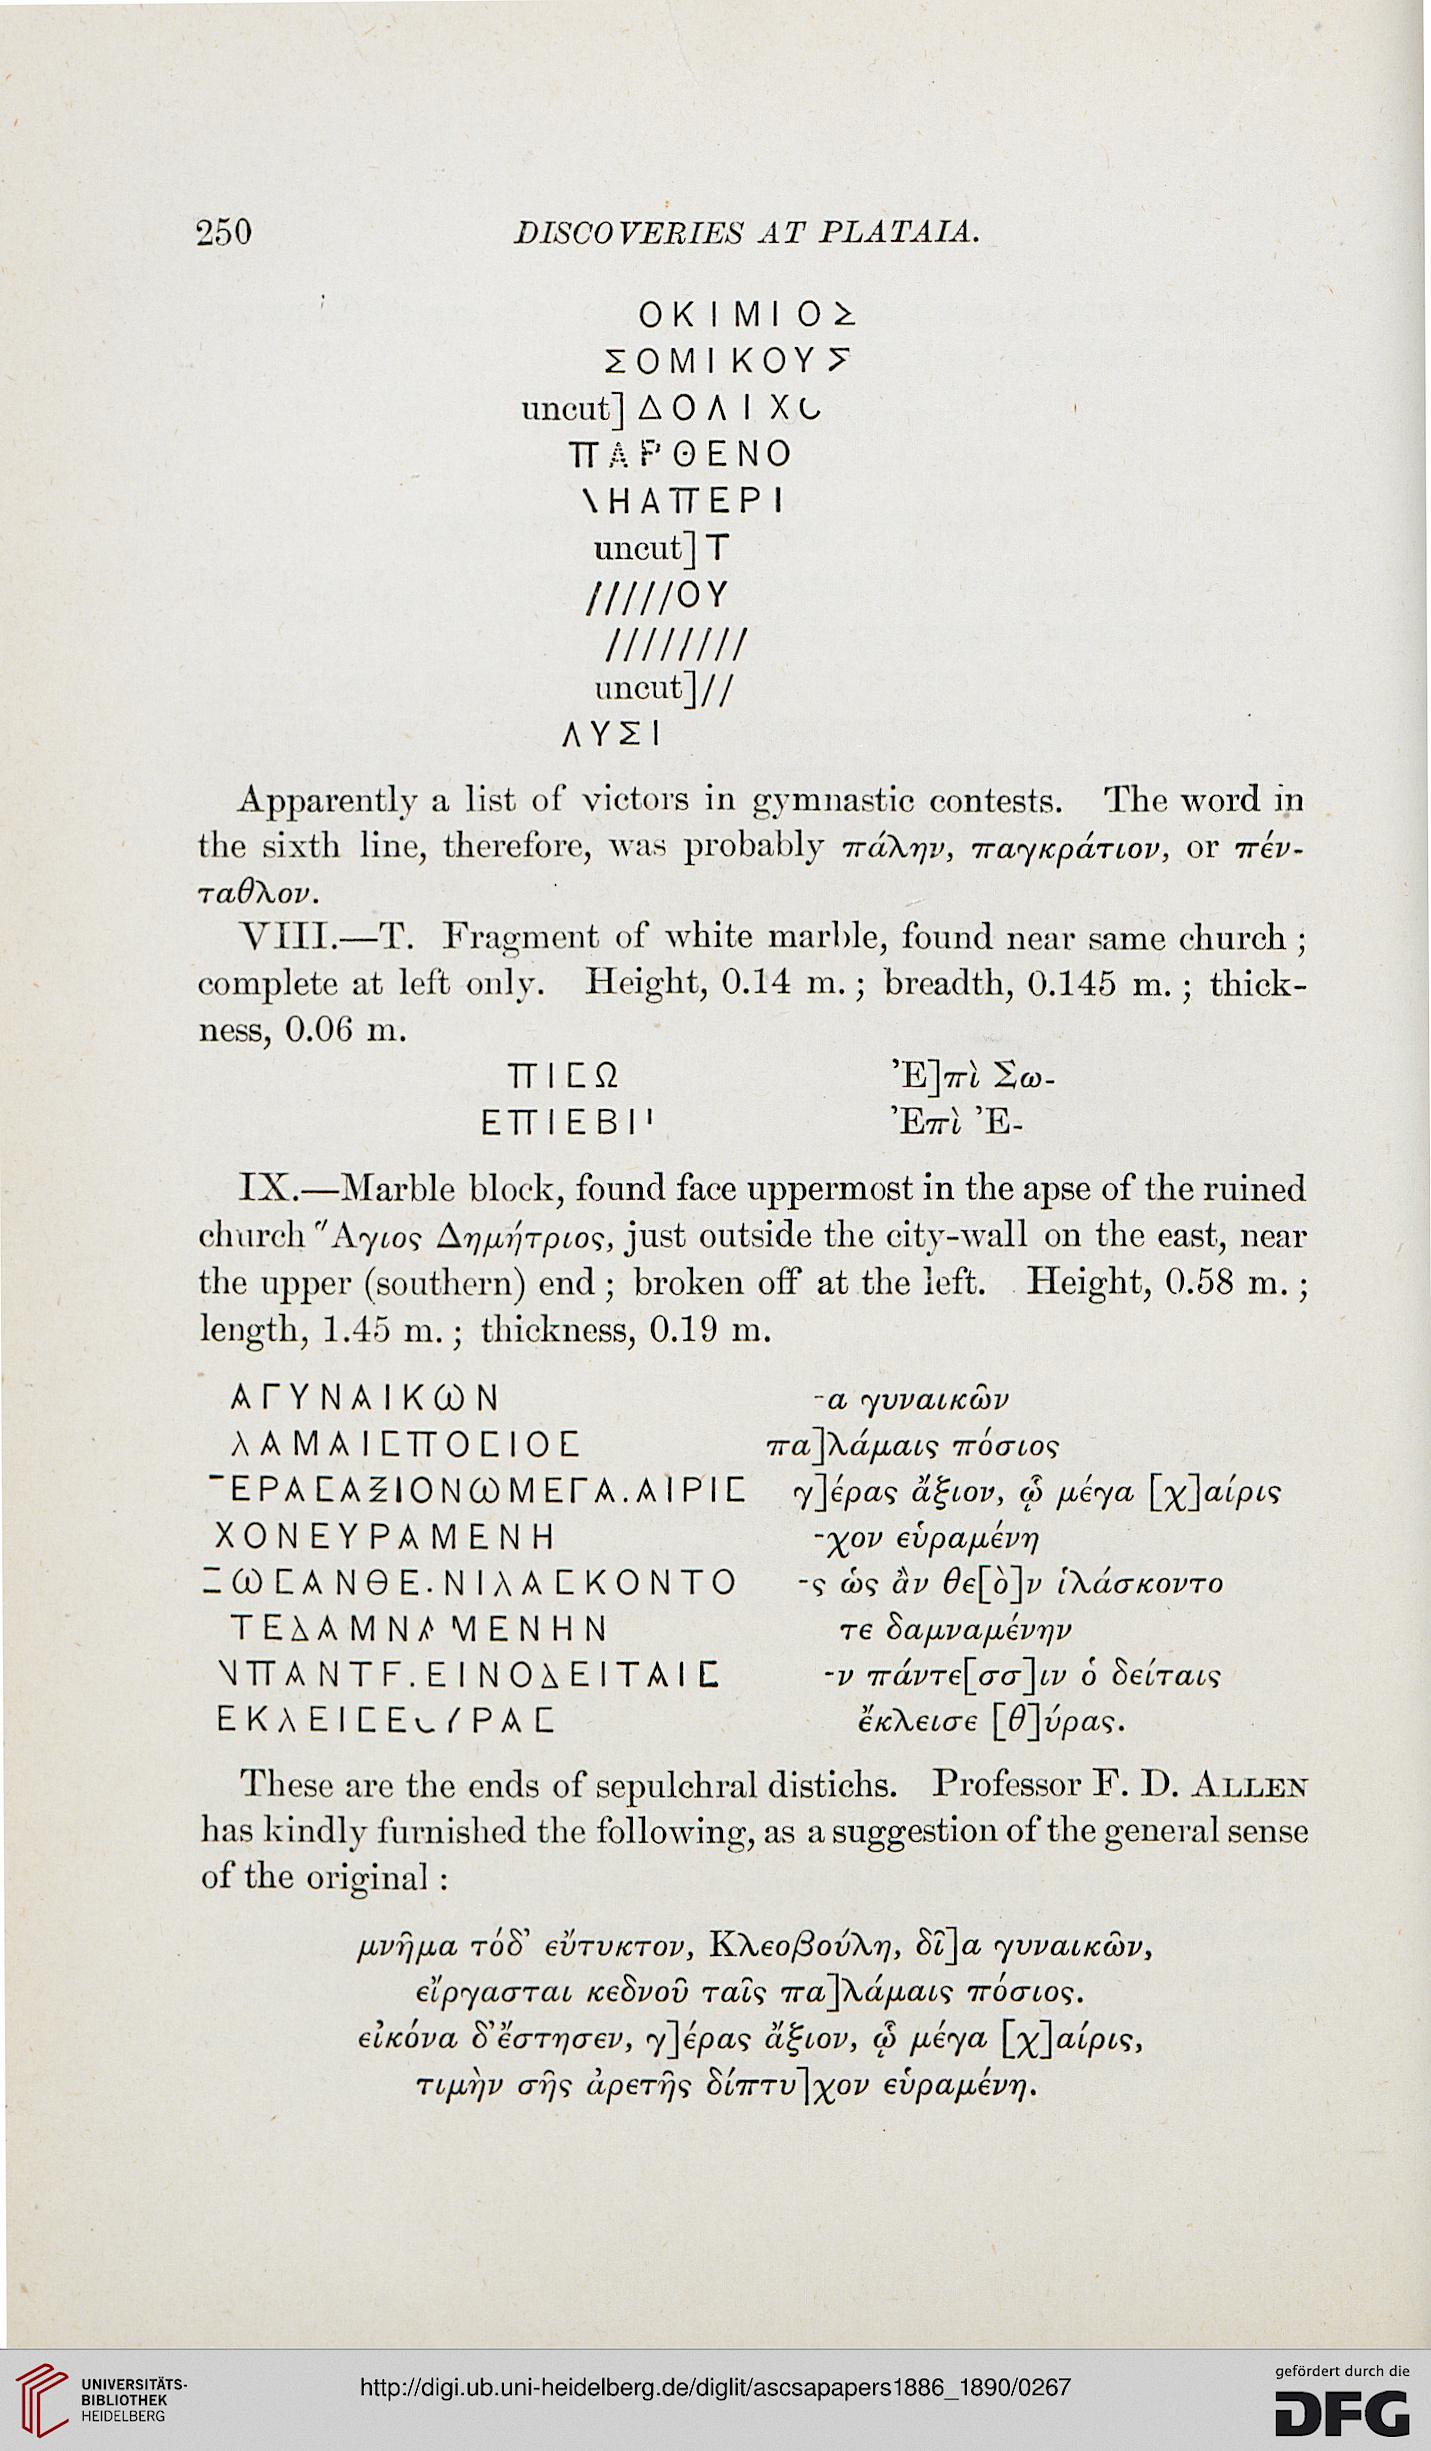 250 DISCOVERIES AT PLATAIA.
ΟΚΙΜΙΟΣ
ΣΟΜΙΚΟΥΣ
uncut] ΔΟΛΙΧ
ΠΑΡΘΕΝΟ
\ΗΑΠΕΡΙ
uncut] Τ
/////ΟΥ
////////
uncut]//
ΛΥΣΙ
Apparently a list of victors in gymnastic contests. The word in
the sixth line, therefore, was probably πάλην, παγκράτιον, or πέν-
ταθλον.
VIII.—T. Fragment of white marble, found near same church ;
complete at left only. Height, 0.14 m. ; breadth, 0.145 m. ; thick-
ness, 0.06 m.
ΠΙΣΩ Ἐ]πὶ Σω-
ΕΠΙΕΒΙ' Ἐπὶ Ἐ-
IX.—Marble block, found face uppermost in the apse of the ruined
church Ἅγιος Δημήτριος, just outside the city-wall on the east, near
the upper (southern) end ; broken off at the left. Height, 0.58 m. ;
length, 1.45 m. ; thickness, 0.19 m.
ΑΓΥΝΑΙΚΩΝ -α γυναικῶν
ΛΑΜΑΙΣΠΟΣΙΟΣ πα]λάμαις πόσιος
ΕΡΑΣΑΞΙΟΝΩΜΕΓΑ.ΑΙΡΙΣ γ]έρας ἄξιον, ᾧ μέγα [χ]αίρις
ΧΟΝΕΥΡΑΜΕΝΗ -χον εὑραμένη
ΞΩΣΑΝΘΕ.ΝΙΛΑΣΚΟΝΤΟ -ς ὡς ἂν θε[ὸ]ν ἱλάσκοντο
ΤΕΔΑΜΝΑΜΕΝΗΝ τε δαμναμένην
\ΠΑΝΤΕ.ΕΙΝΟΔΕΙΤΑΙΣ -ν πάντε[σσ]ιν ὁ δείταις
ΕΚΛΕΙΣΕ ΡΑΣ ἔκλεισε [θ]ύρας.
These are the ends of sepulchral distichs. Professor F. D. ALLEN
has kindly furnished the following, as a suggestion of the general sense
of the original :
μνῆμα τόδ’ εὔτυκτον, Κλεοβούλη, δῖ]α γυναικῶν,
εἴργασται κεδνοῦ ταῖς πα]λάμαις πόσιος.
εἰκόνα δ’ἔστησεν, γ]έρας ἄξιον, ᾧ μέγα [χ]αίρις,
τιμὴν σῆς ἀρετῆς δίπτυ]χον εὑραμένη.
UNIVERSITÄTS-
BIBLIOTHEK
HEIDELBERG
http://digi.ub.uni-heidelberg.de/diglit/ascsapapers1886_1890/0267
gefördert durch die
DFG